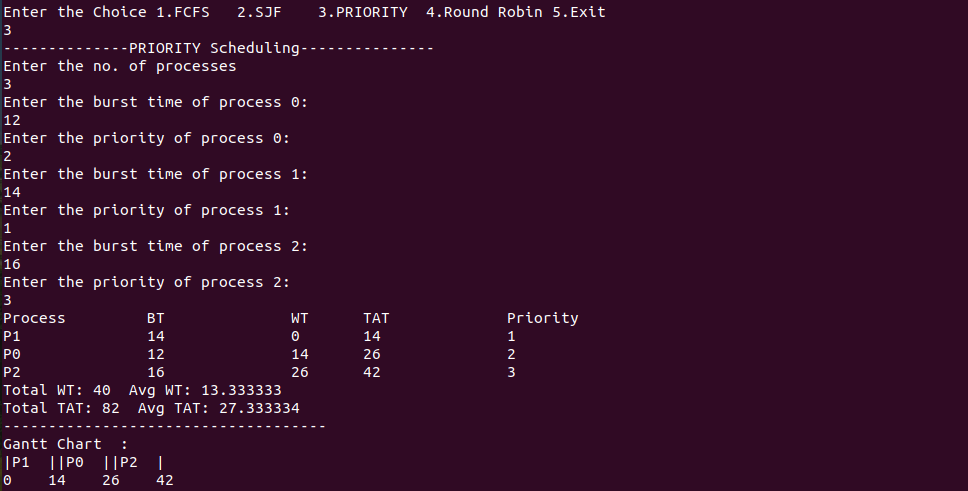 Enter the Choice 1.FCFS   2.SJF    3.PRIORITY  4.Round Robin 5.Exit
3
--------------PRIORITY Scheduling---------------
Enter the no. of processes
3
Enter the burst time of process 0:
12
Enter the priority of process 0:
2
Enter the burst time of process 1:
14
Enter the priority of process 1:
1
Enter the burst time of process 2:
16
Enter the priority of process 2:
3
Process         BT              WT      TAT             Priority
P1              14              0       14              1
P0              12              14      26              2
P2              16              26      42              3
Total WT: 40  Avg WT: 13.333333
Total TAT: 82  Avg TAT: 27.333334
------------------------------------
Gantt Chart  :
|P1  ||P0  ||P2  |
0    14    26    42